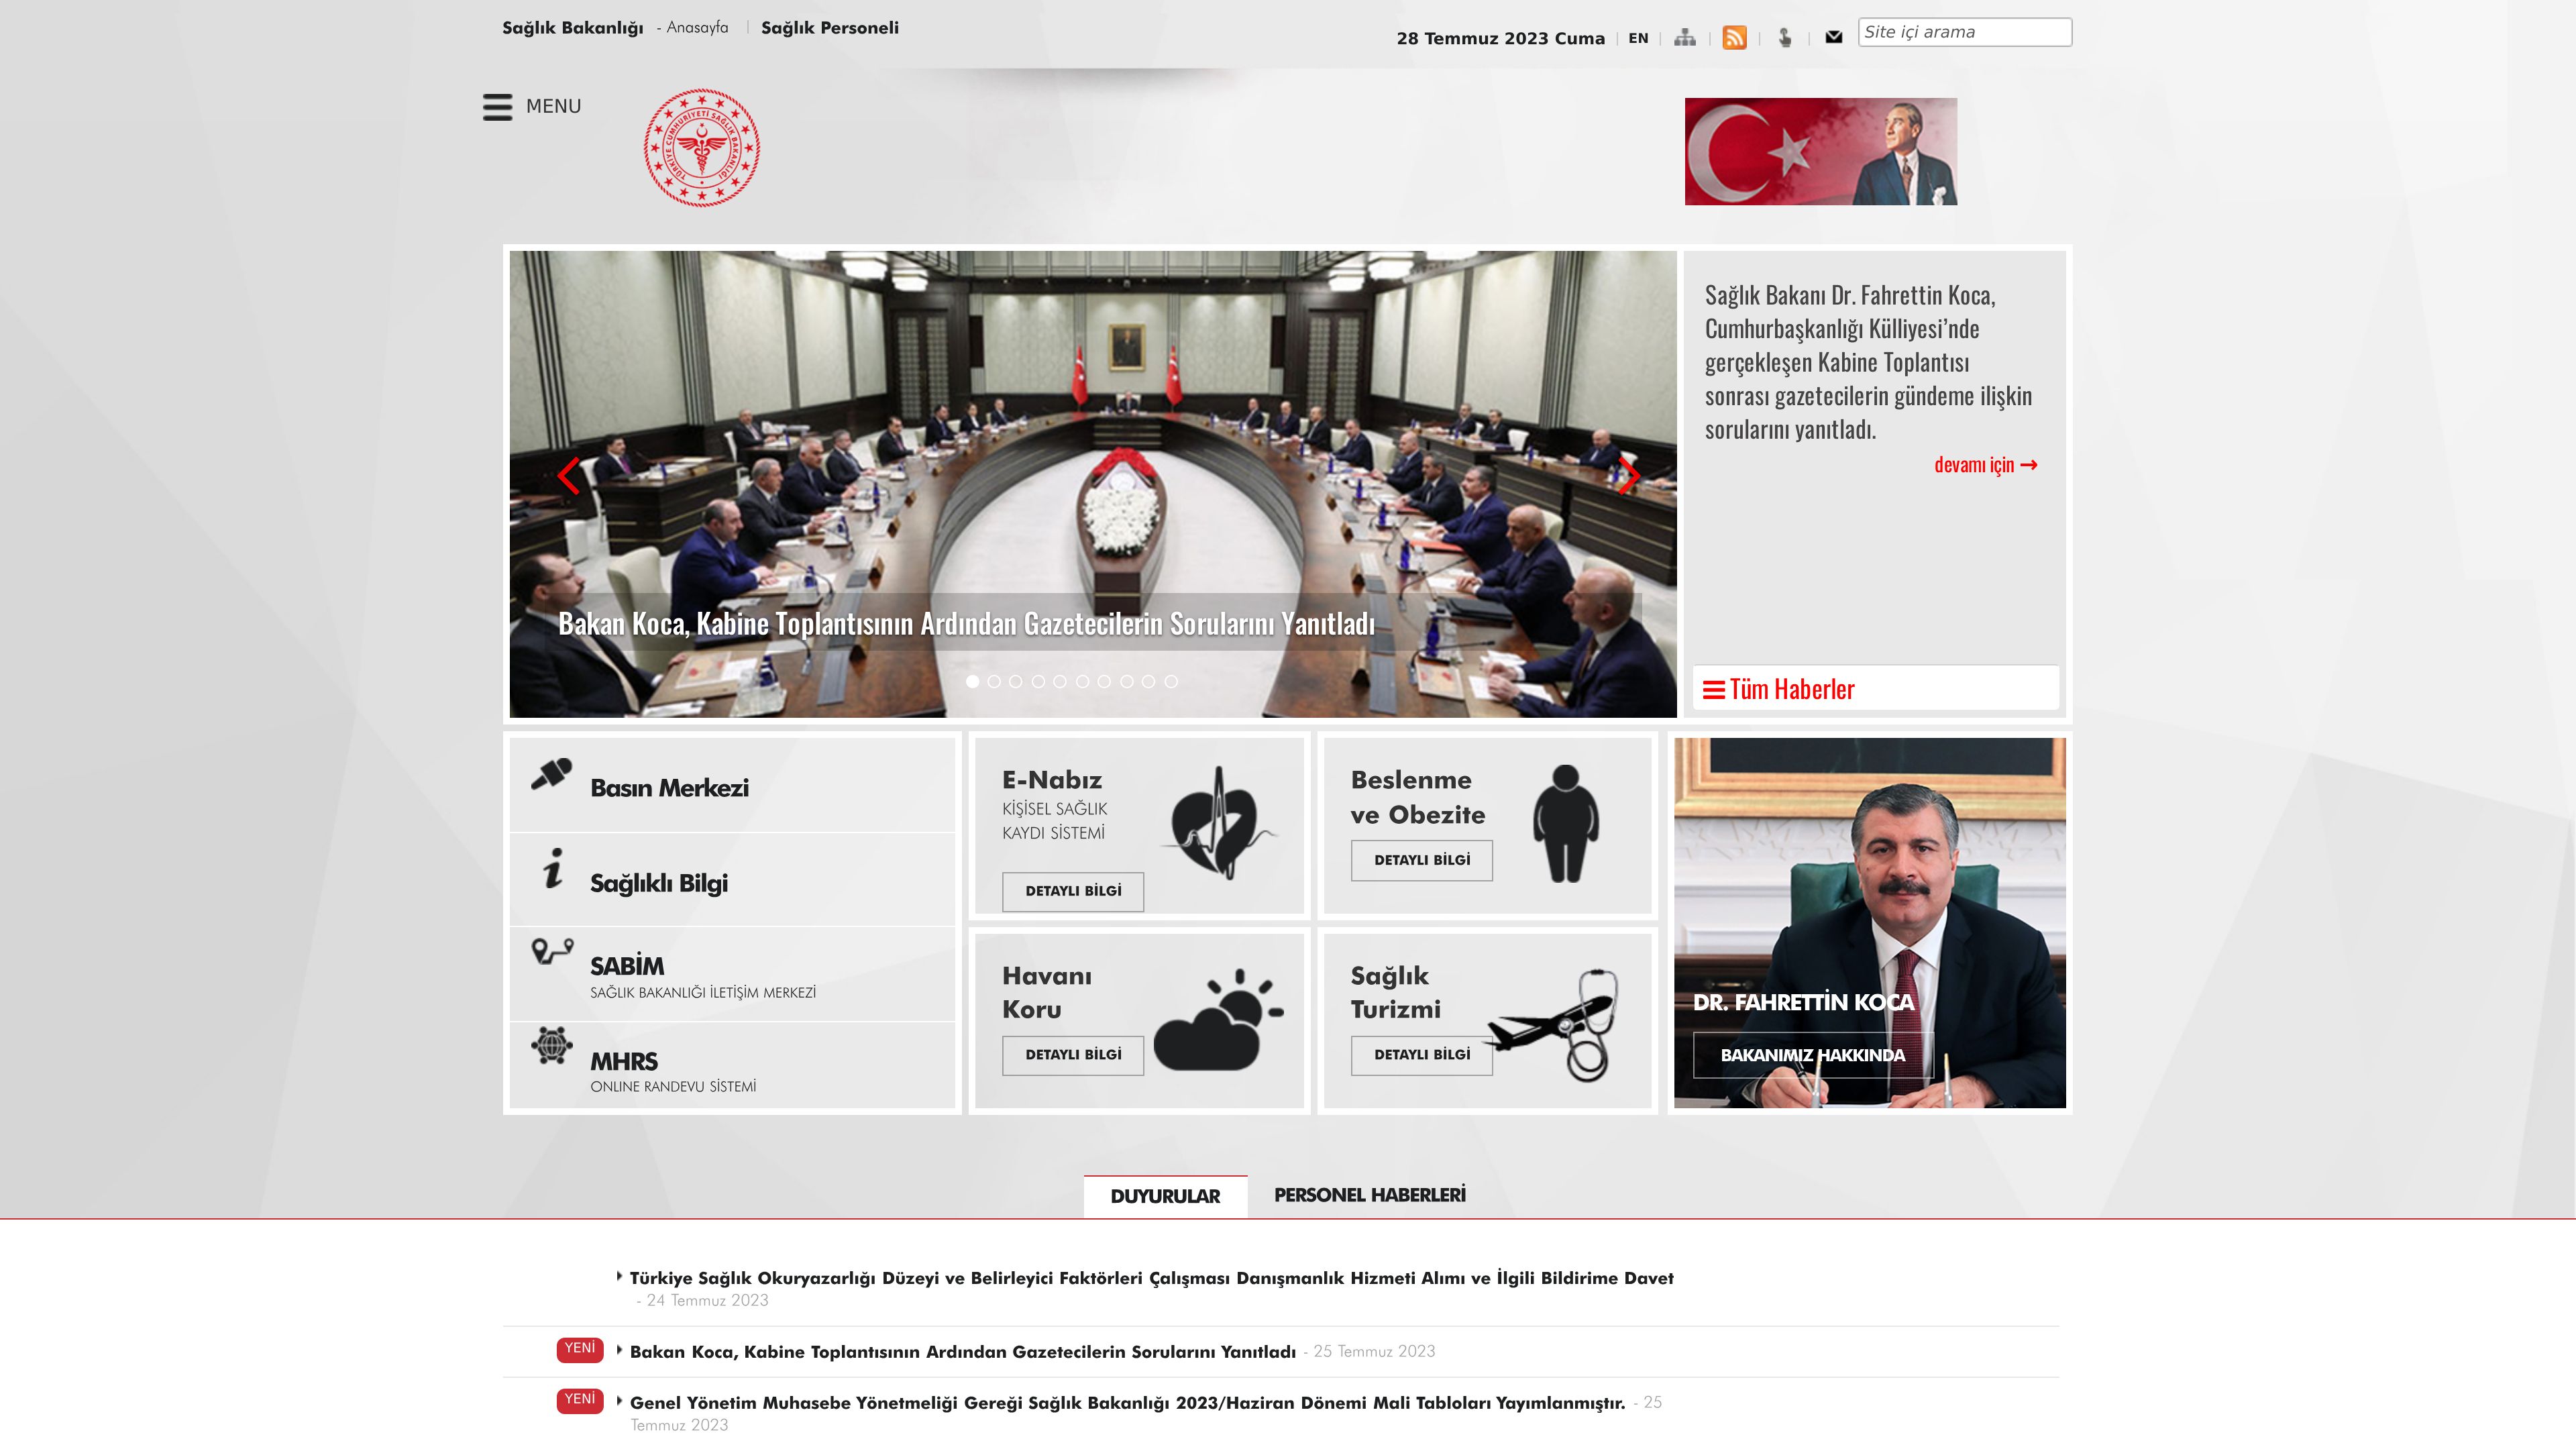 Sağlık Bakanlığı - Anasayfa | Sağlık Personeli
28 Temmuz 2023 Cuma | EN
Site içi arama
MENU
TÜRKİYE CUMHURİYETİ SAĞLIK BAKANLIĞI
Bakan Koca, Kabine Toplantısının Ardından Gazetecilerin Sorularını Yanıtladı
Sağlık Bakanı Dr. Fahrettin Koca,
Cumhurbaşkanlığı Külliyesi’nde
gerçekleşen Kabine Toplantısı
sonrası gazetecilerin gündeme ilişkin
sorularını yanıtladı.
devamı için →
Tüm Haberler
Basın Merkezi
Sağlıklı Bilgi
SABİM
SAĞLIK BAKANLIĞI İLETİŞİM MERKEZİ
MHRS
ONLINE RANDEVU SİSTEMİ
E-Nabız
KİŞİSEL SAĞLIK
KAYDI SİSTEMİ
DETAYLI BİLGİ
Beslenme
ve Obezite
DETAYLI BİLGİ
Havanı
Koru
DETAYLI BİLGİ
Sağlık
Turizmi
DETAYLI BİLGİ
DR. FAHRETTİN KOCA
BAKANIMIZ HAKKINDA
DUYURULAR
PERSONEL HABERLERİ
Türkiye Sağlık Okuryazarlığı Düzeyi ve Belirleyici Faktörleri Çalışması Danışmanlık Hizmeti Alımı ve İlgili Bildirime Davet
- 24 Temmuz 2023
YENİ Bakan Koca, Kabine Toplantısının Ardından Gazetecilerin Sorularını Yanıtladı - 25 Temmuz 2023
YENİ Genel Yönetim Muhasebe Yönetmeliği Gereği Sağlık Bakanlığı 2023/Haziran Dönemi Mali Tabloları Yayımlanmıştır. - 25
Temmuz 2023